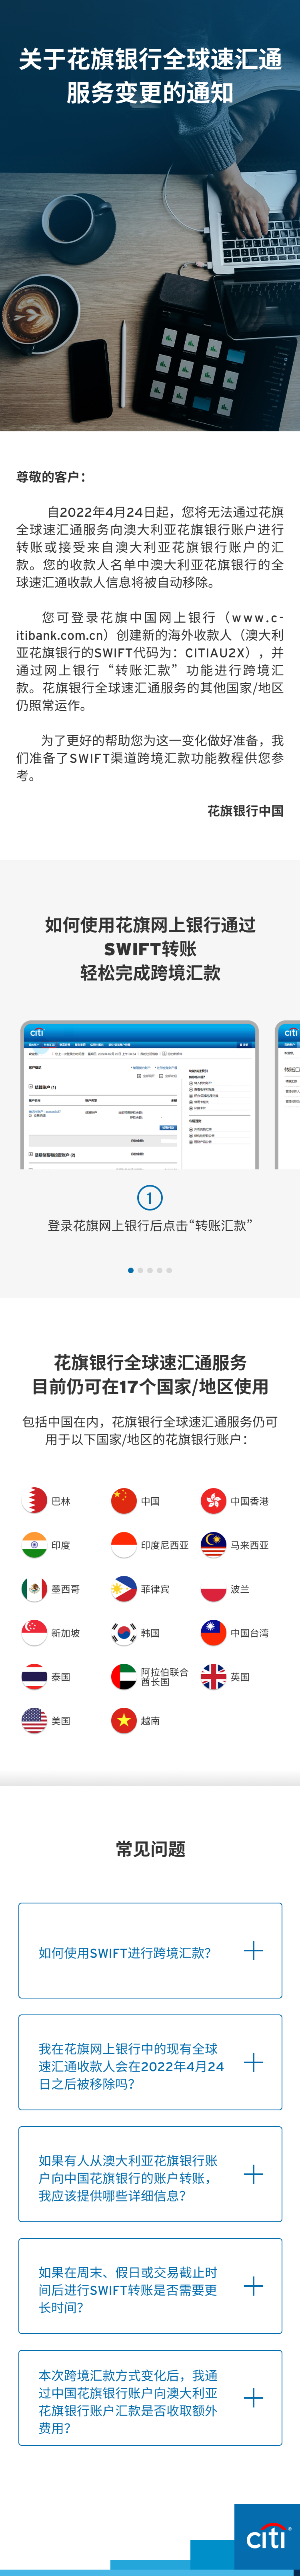 关于花旗银行全球速汇通
服务变更的通知
尊敬的客户：
自2022年4月24日起，您将无法通过花旗
全球速汇通服务向澳大利亚花旗银行账户进行
转账或接受来自澳大利亚花旗银行账户的汇
款。您的收款人名单中澳大利亚花旗银行的全
球速汇通收款人信息将被自动移除。
您可登录花旗中国网上银行（www.c-
itibank.com.cn）创建新的海外收款人（澳大利
亚花旗银行的SWIFT代码为：CITIAU2X），并
通过网上银行“转账汇款”功能进行跨境汇
款。花旗银行全球速汇通服务的其他国家/地区
仍照常运作。
为了更好的帮助您为这一变化做好准备，我
们准备了SWIFT渠道跨境汇款功能教程供您参
考。
花旗银行中国
如何使用花旗网上银行通过
SWIFT转账
轻松完成跨境汇款
citi
citi
1
登录花旗网上银行后点击“转账汇款”
花旗银行全球速汇通服务
目前仍可在17个国家/地区使用
包括中国在内，花旗银行全球速汇通服务仍可
用于以下国家/地区的花旗银行账户：
巴林
中国
中国香港
印度
印度尼西亚
马来西亚
墨西哥
菲律宾
波兰
新加坡
韩国
中国台湾
泰国
阿拉伯联合
酋长国
英国
美国
越南
常见问题
如何使用SWIFT进行跨境汇款？
我在花旗网上银行中的现有全球
速汇通收款人会在2022年4月24
日之后被移除吗？
如果有人从澳大利亚花旗银行账
户向中国花旗银行的账户转账，
我应该提供哪些详细信息？
如果在周末、假日或交易截止时
间后进行SWIFT转账是否需要更
长时间？
本次跨境汇款方式变化后，我通
过中国花旗银行账户向澳大利亚
花旗银行账户汇款是否收取额外
费用？
citi